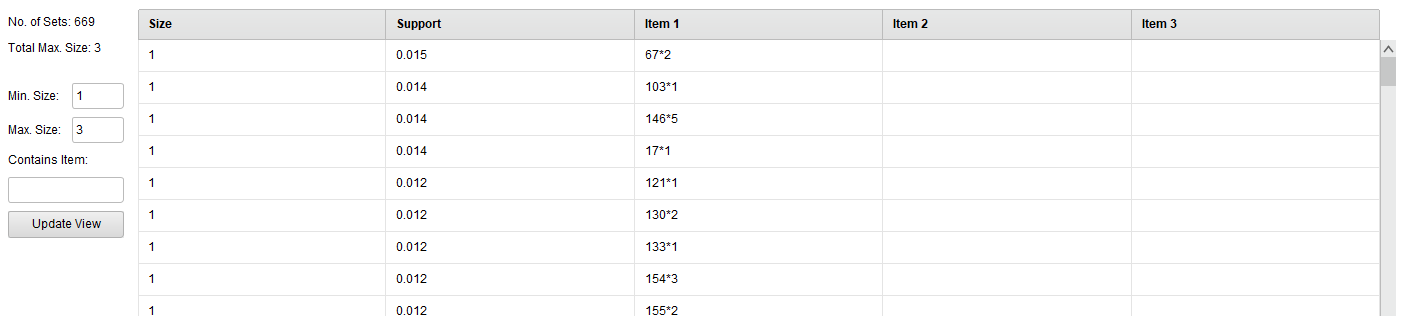 No. of Sets: 669
Total Max. Size: 3
Min. Size: 1
Max. Size: 3
Contains Item:
Update View
Size Support Item 1 Item 2 Item 3
1 0.015 67*2
1 0.014 103*1
1 0.014 146*5
1 0.014 17*1
1 0.012 121*1
1 0.012 130*2
1 0.012 133*1
1 0.012 154*3
1 0.012 155*2